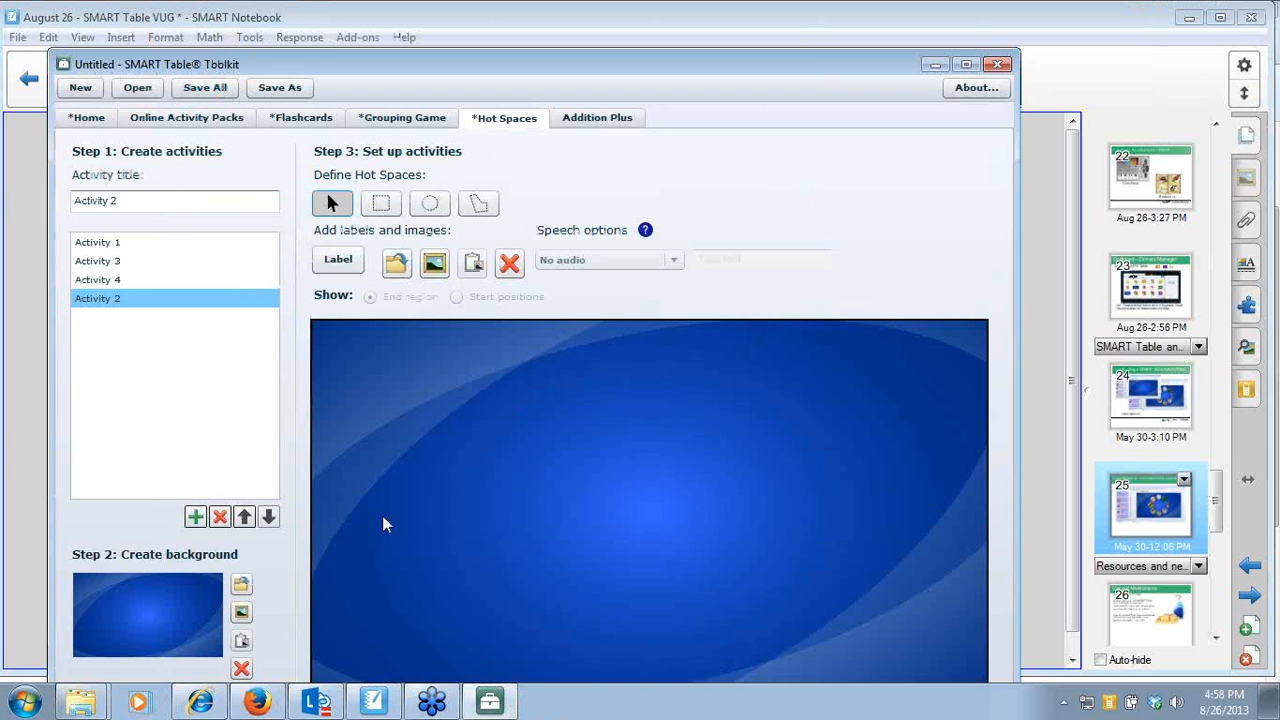 August 26 - SMART Table VUG * - SMART Notebook
File Edit View Insert Format Math Tools Response Add-ons Help
Untitled - SMART Table® Toolkit
New Open Save All Save As About...
*Home Online Activity Packs *Flashcards *Grouping Game *Hot Spaces Addition Plus
Step 1: Create activities
Activity title:
Activity 2
Activity 1
Activity 3
Activity 4
Activity 2
Step 2: Create background
Step 3: Set up activities
Define Hot Spaces:
Add labels and images: Speech options ?
Label No audio
Show: End region Start positions
22
Aug 26-3:27 PM
23
Aug 26-2:56 PM
SMART Table an...
24
May 30-3:10 PM
25
May 30-12:06 PM
Resources and ne...
26
Auto-hide
4:58 PM
8/26/2013